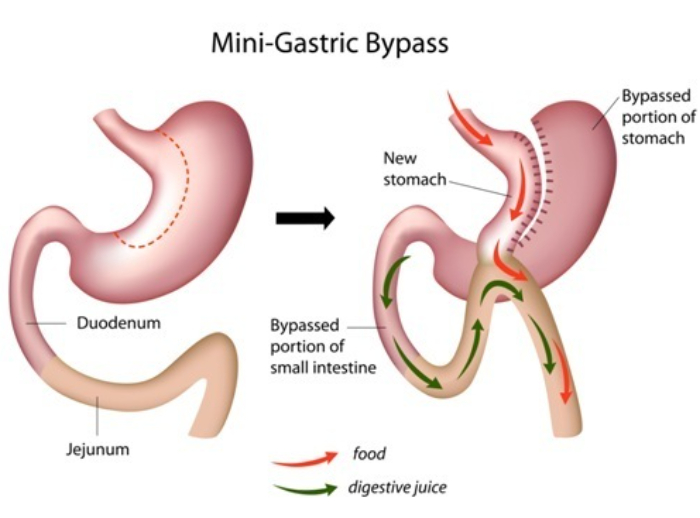 Mini-Gastric Bypass
Bypassed
portion of
stomach
New
stomach
Duodenum
Bypassed
portion of
small intestine
Jejunum
food
digestive juice